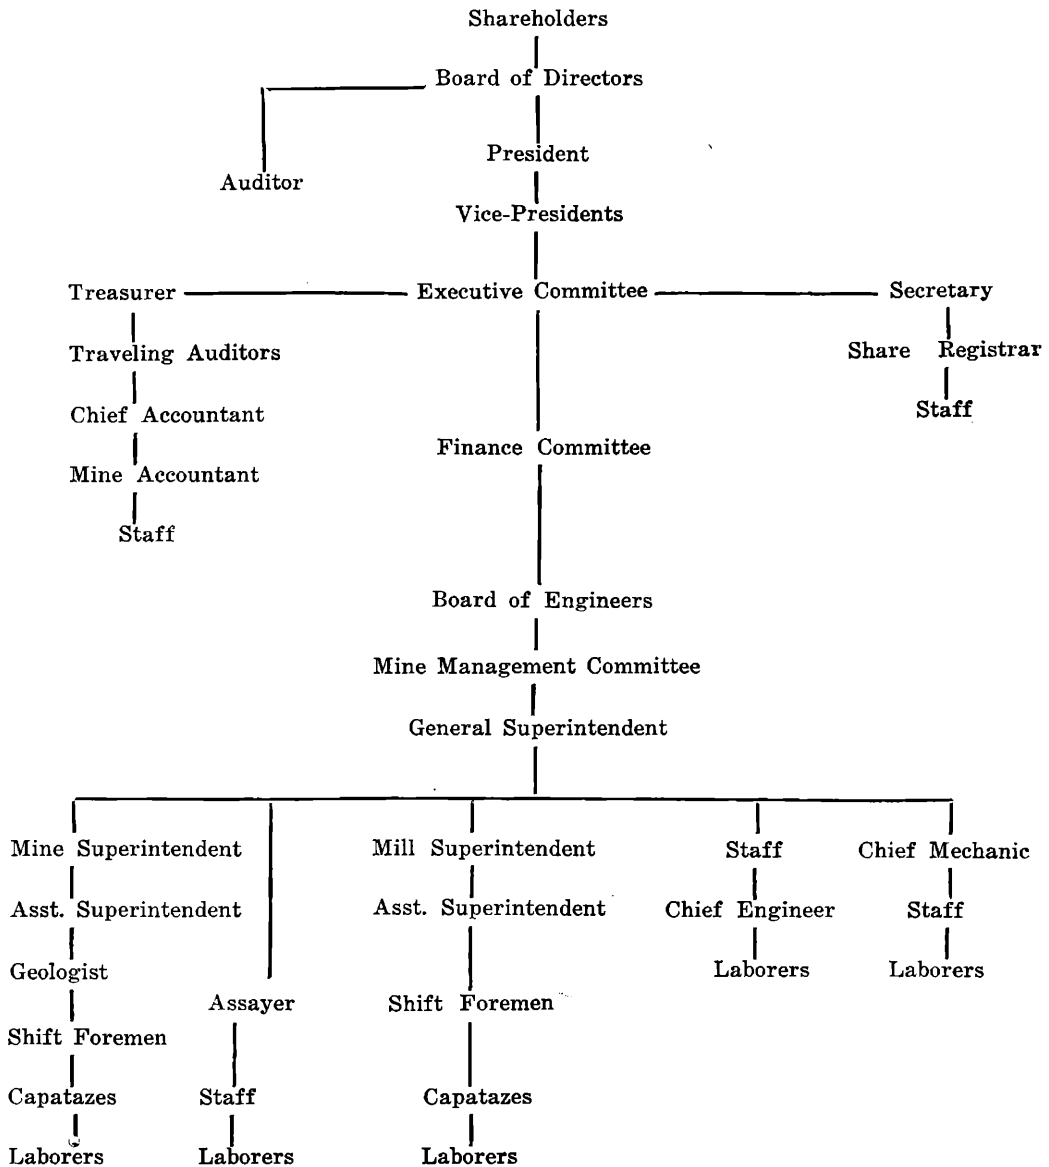 Shareholders
Board of Directors
President
Auditor
Vice-Presidents
Treasurer Executive Committee Secretary
Traveling Auditors Share Registrar
Chief Accountant Staff
Finance Committee
Mine Accountant
Staff
Board of Engineers
Mine Management Committee
General Superintendent
Mine Superintendent Mill Superintendent Staff Chief Mechanic
Asst. Superintendent Asst. Superintendent Chief Engineer Staff
Geologist Laborers Laborers
Assayer Shift Foremen
Shift Foremen
Capatazes Staff Capatazes
Laborers Laborers Laborers